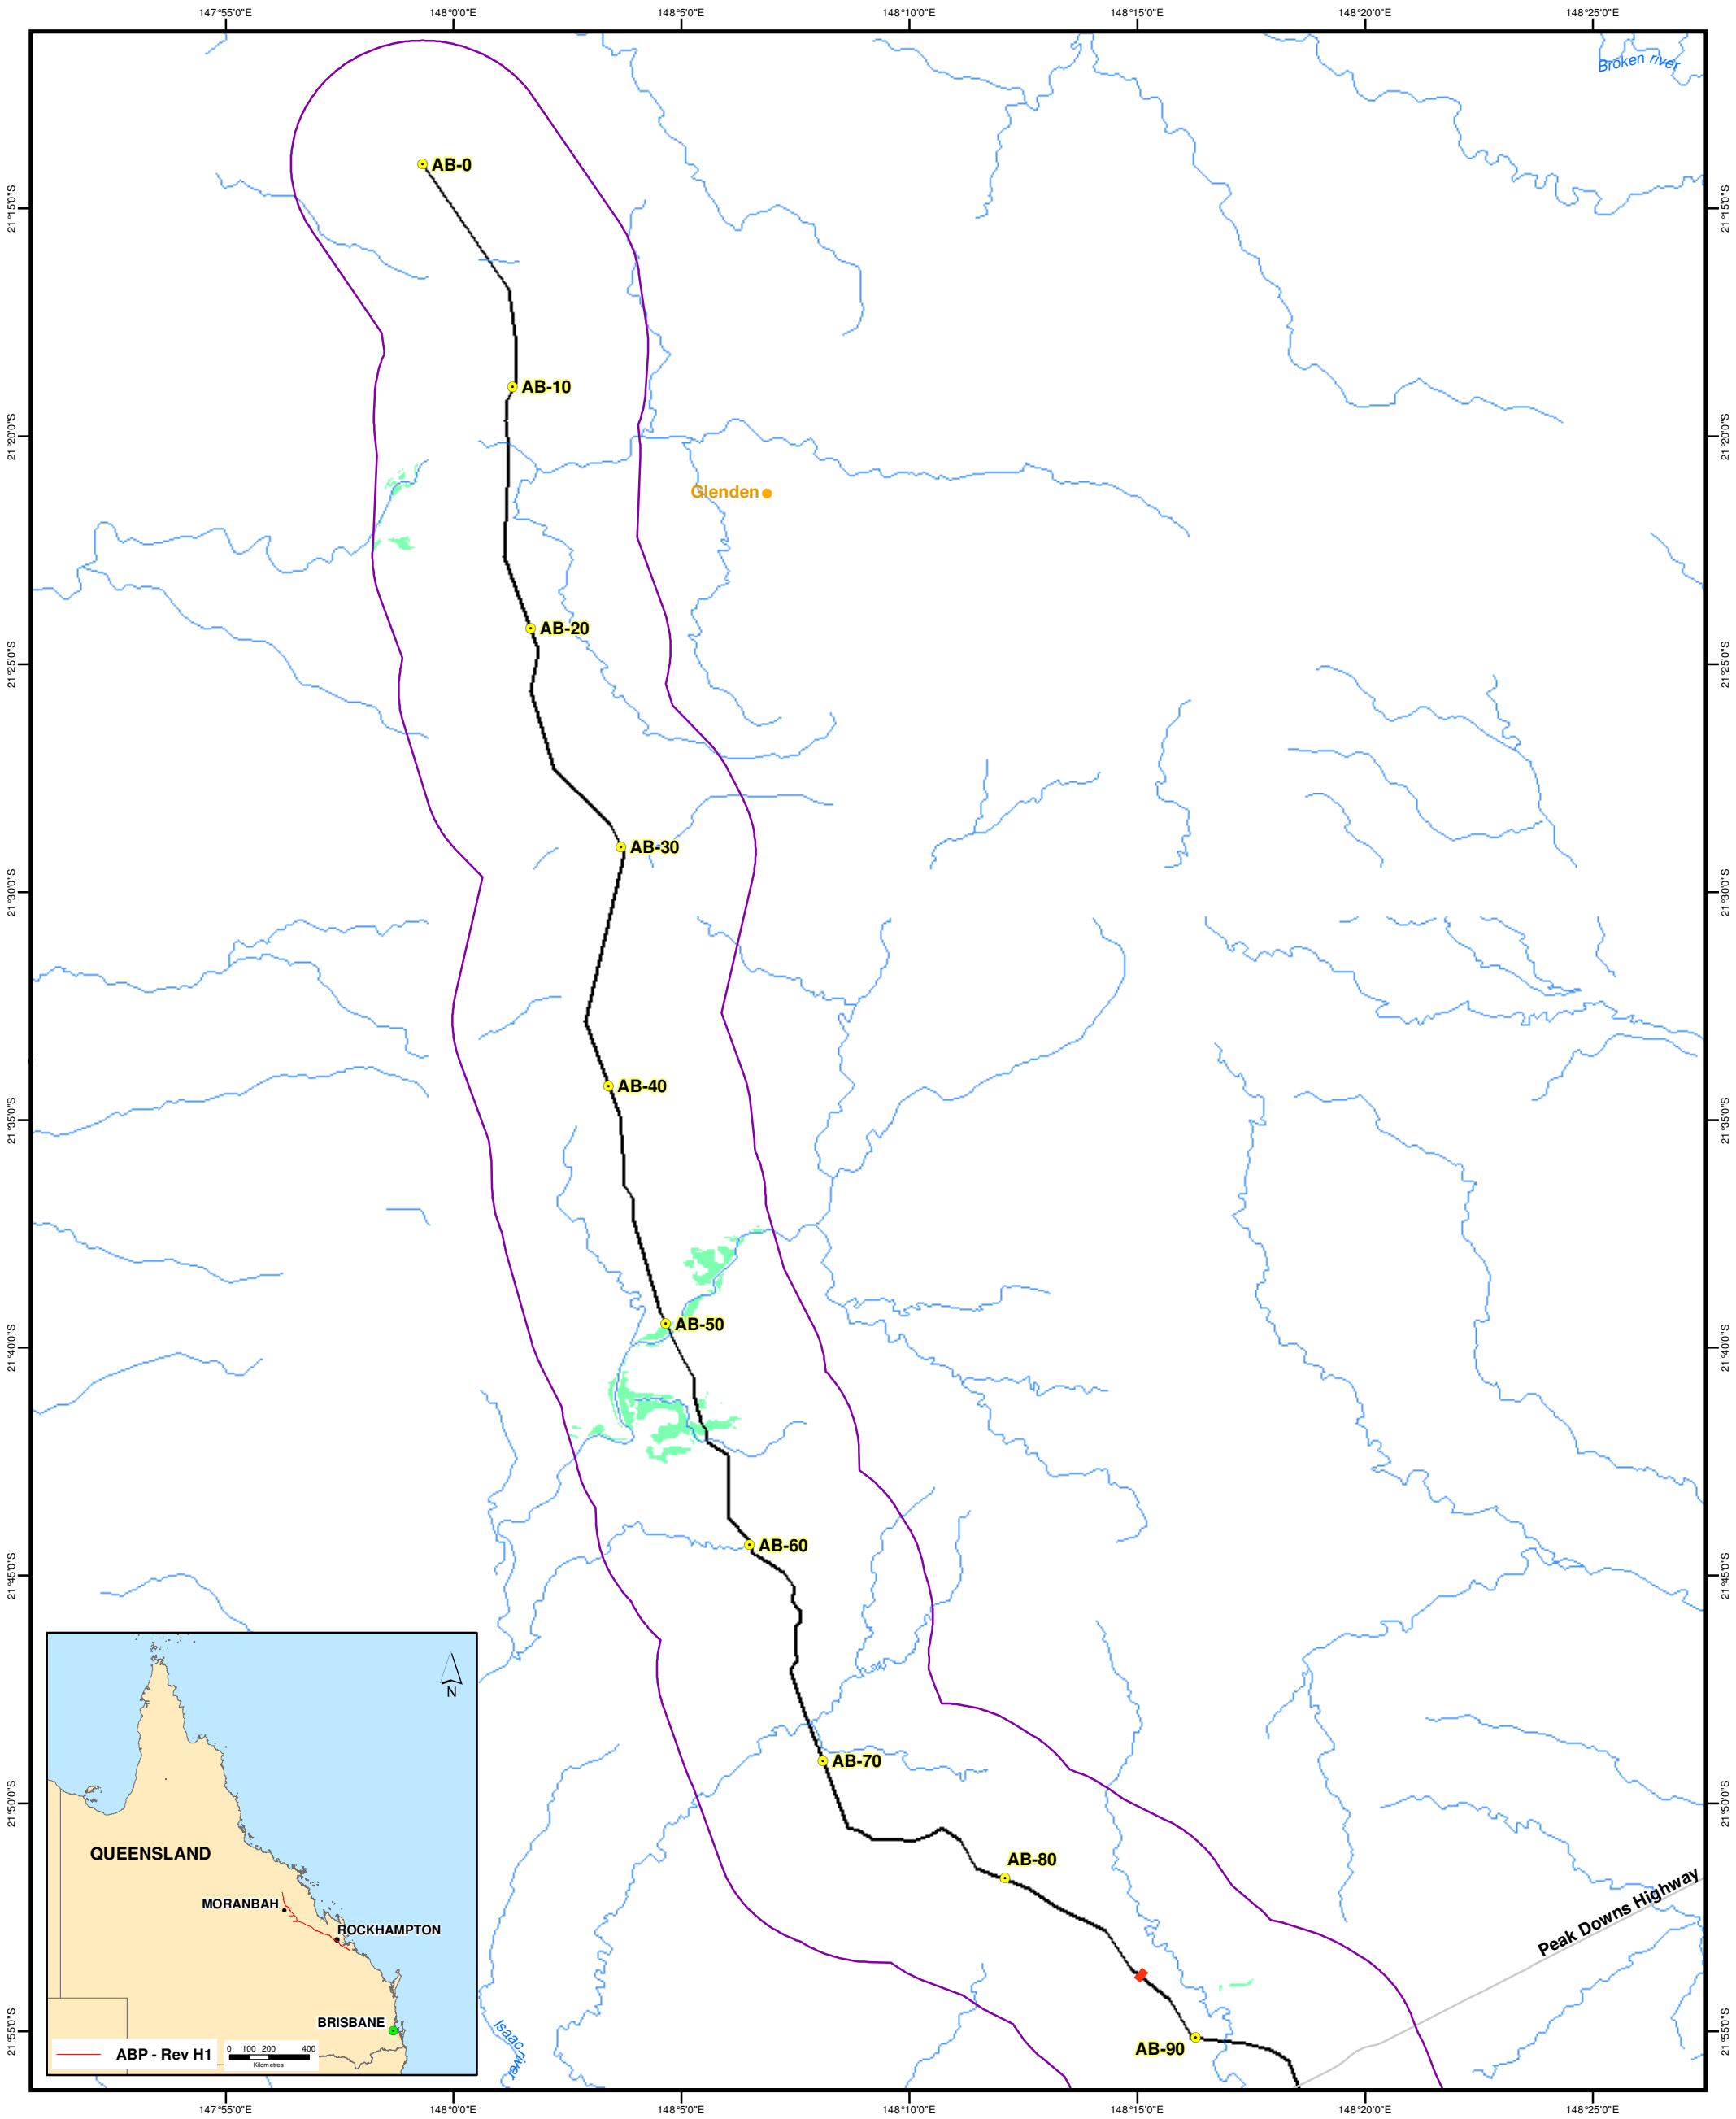 147°55'0"E
148°0'0"E
148°5'0"E
148°10'0"E
148°15'0"E
148°20'0"E
148°25'0"E
Broken river
AB-0
21°15'0"S
21°15'0"S
AB-10
21°20'0"S
21°20'0"S
Glenden
AB-20
21°25'0"S
21°25'0"S
AB-30
21°30'0"S
21°30'0"S
AB-40
21°35'0"S
21°35'0"S
AB-50
21°40'0"S
21°40'0"S
AB-60
21°45'0"S
21°45'0"S
AB-70
21°50'0"S
21°50'0"S
AB-80
Peak Downs Highway
AB-90
21°55'0"S
21°55'0"S
Isaac river
N
QUEENSLAND
MORANBAH
ROCKHAMPTON
BRISBANE
ABP - Rev H1
0 100 200 400
Kilometres
147°55'0"E
148°0'0"E
148°5'0"E
148°10'0"E
148°15'0"E
148°20'0"E
148°25'0"E